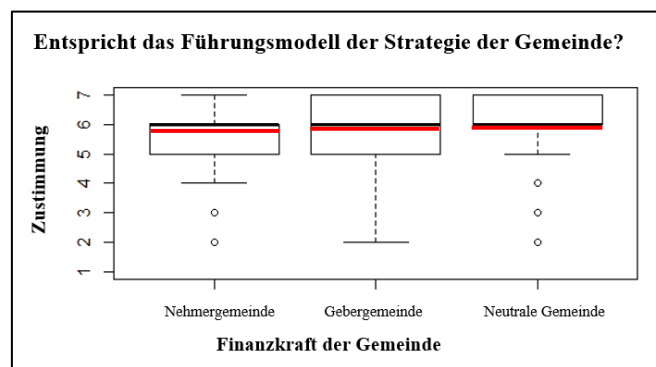 Entspricht das Führungsmodell der Strategie der Gemeinde?
Zustimmung
7
6
5
4
3
2
1
Nehmergemeinde Gebergemeinde Neutrale Gemeinde
Finanzkraft der Gemeinde